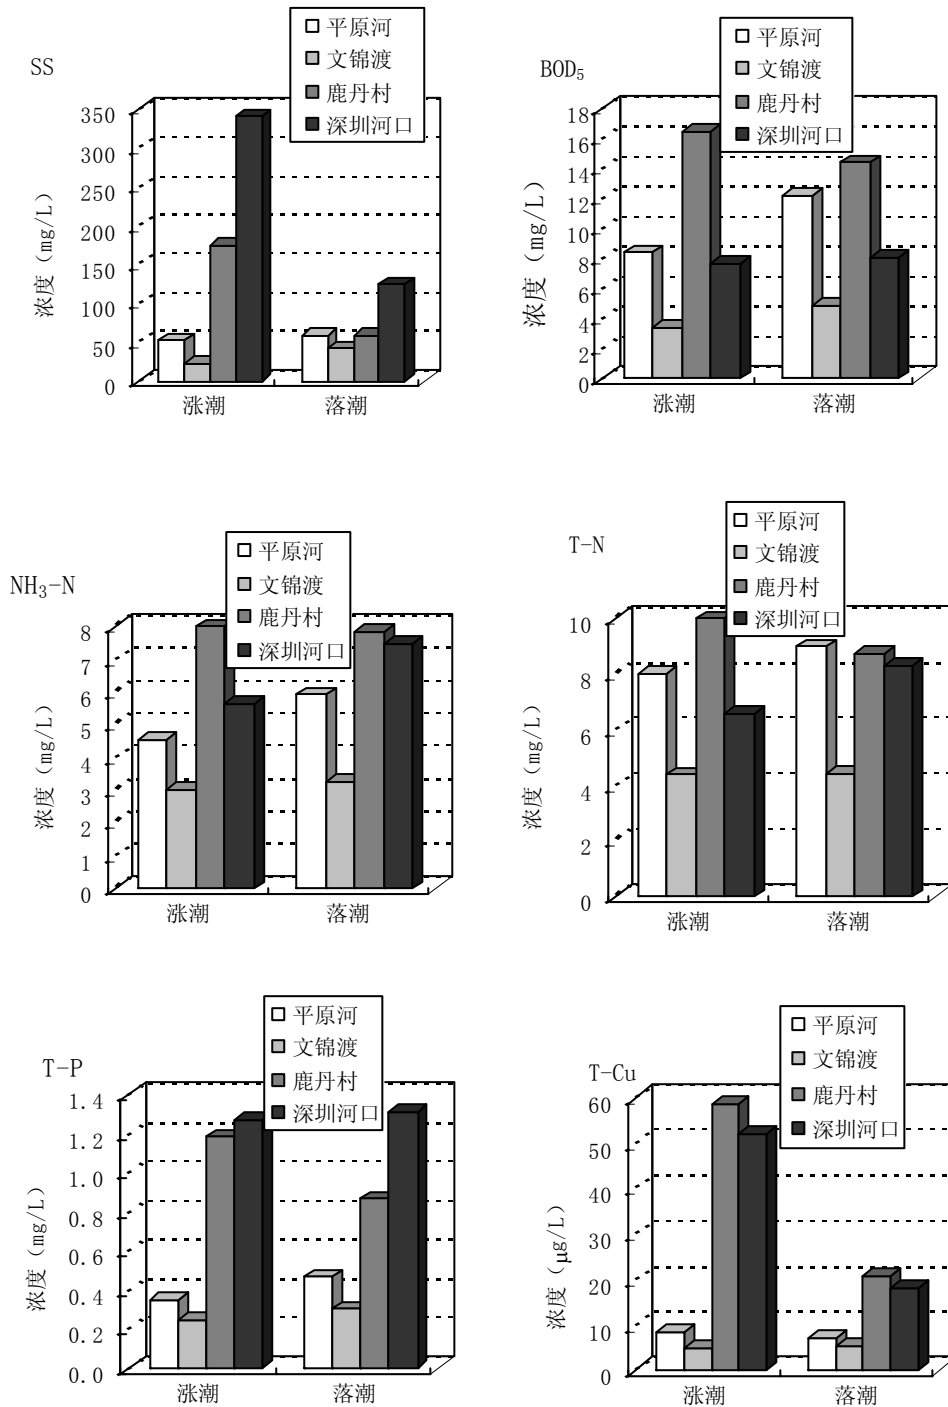 SS
平原河
文锦渡
鹿丹村
深圳河口
浓度（mg/L）
350
300
250
200
150
100
50
0
涨潮
落潮
BOD5
平原河
文锦渡
鹿丹村
深圳河口
浓度（mg/L）
18
16
14
12
10
8
6
4
2
0
涨潮
落潮
NH3-N
平原河
文锦渡
鹿丹村
深圳河口
浓度（mg/L）
8
7
6
5
4
3
2
1
0
涨潮
落潮
T-N
平原河
文锦渡
鹿丹村
深圳河口
浓度（mg/L）
10
8
6
4
2
0
涨潮
落潮
T-P
平原河
文锦渡
鹿丹村
深圳河口
浓度（mg/L）
1.4
1.2
1.0
0.8
0.6
0.4
0.2
0.0
涨潮
落潮
T-Cu
平原河
文锦渡
鹿丹村
深圳河口
浓度（μg/L）
60
50
40
30
20
10
0
涨潮
落潮